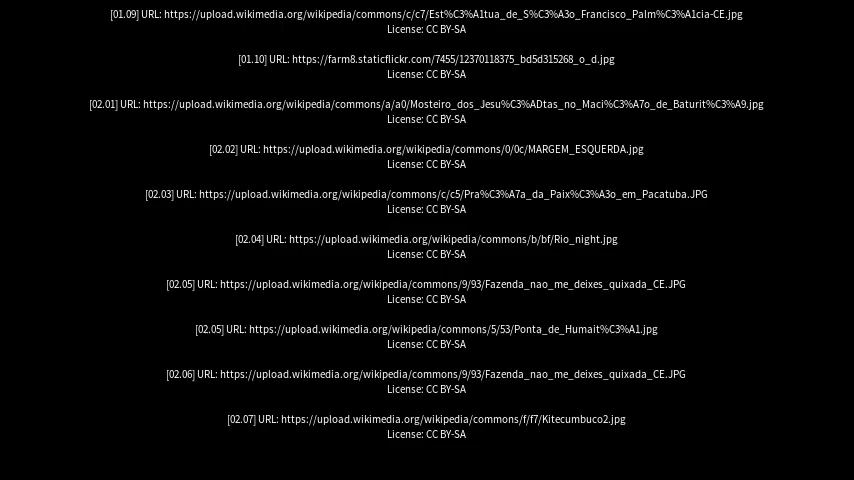 [01.09] URL: https://upload.wikimedia.org/wikipedia/commons/c/c7/Est%C3%A1tua_de_S%C3%A3o_Francisco_Palm%C3%A1cia-CE.jpg
License: CC BY-SA
[01.10] URL: https://farm8.staticflickr.com/7455/12370118375_bd5d315268_o_d.jpg
License: CC BY-SA
[02.01] URL: https://upload.wikimedia.org/wikipedia/commons/a/a0/Mosteiro_dos_Jesu%C3%ADtas_no_Maci%C3%A7o_de_Baturit%C3%A9.jpg
License: CC BY-SA
[02.02] URL: https://upload.wikimedia.org/wikipedia/commons/0/0c/MARGEM_ESQUERDA.jpg
License: CC BY-SA
[02.03] URL: https://upload.wikimedia.org/wikipedia/commons/c/c5/Pra%C3%A7a_da_Paix%C3%A3o_em_Pacatuba.JPG
License: CC BY-SA
[02.04] URL: https://upload.wikimedia.org/wikipedia/commons/b/bf/Rio_night.jpg
License: CC BY-SA
[02.05] URL: https://upload.wikimedia.org/wikipedia/commons/9/93/Fazenda_nao_me_deixes_quixada_CE.JPG
License: CC BY-SA
[02.05] URL: https://upload.wikimedia.org/wikipedia/commons/5/53/Ponta_de_Humait%C3%A1.jpg
License: CC BY-SA
[02.06] URL: https://upload.wikimedia.org/wikipedia/commons/9/93/Fazenda_nao_me_deixes_quixada_CE.JPG
License: CC BY-SA
[02.07] URL: https://upload.wikimedia.org/wikipedia/commons/f/f7/Kitecumbuco2.jpg
License: CC BY-SA